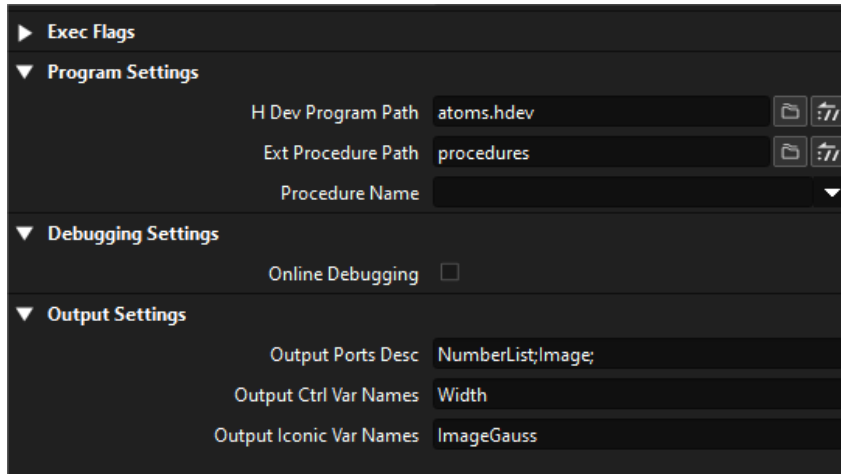 Exec Flags
Program Settings
H Dev Program Path atoms.hdev
Ext Procedure Path procedures
Procedure Name
Debugging Settings
Online Debugging
Output Settings
Output Ports Desc NumberList;Image;
Output Ctrl Var Names Width
Output Iconic Var Names ImageGauss